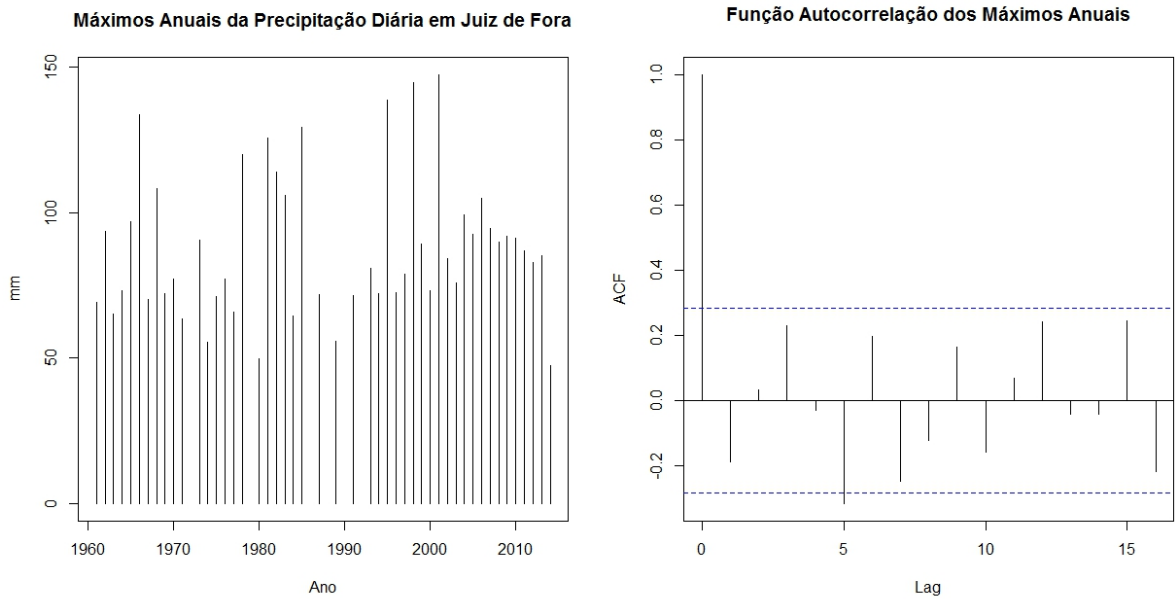 Máximos Anuais da Precipitação Diária em Juiz de Fora
mm
150
100
50
0
1960 1970 1980 1990 2000 2010
Ano
Função Autocorrelação dos Máximos Anuais
ACF
1.0
0.8
0.6
0.4
0.2
0.0
-0.2
0 5 10 15
Lag